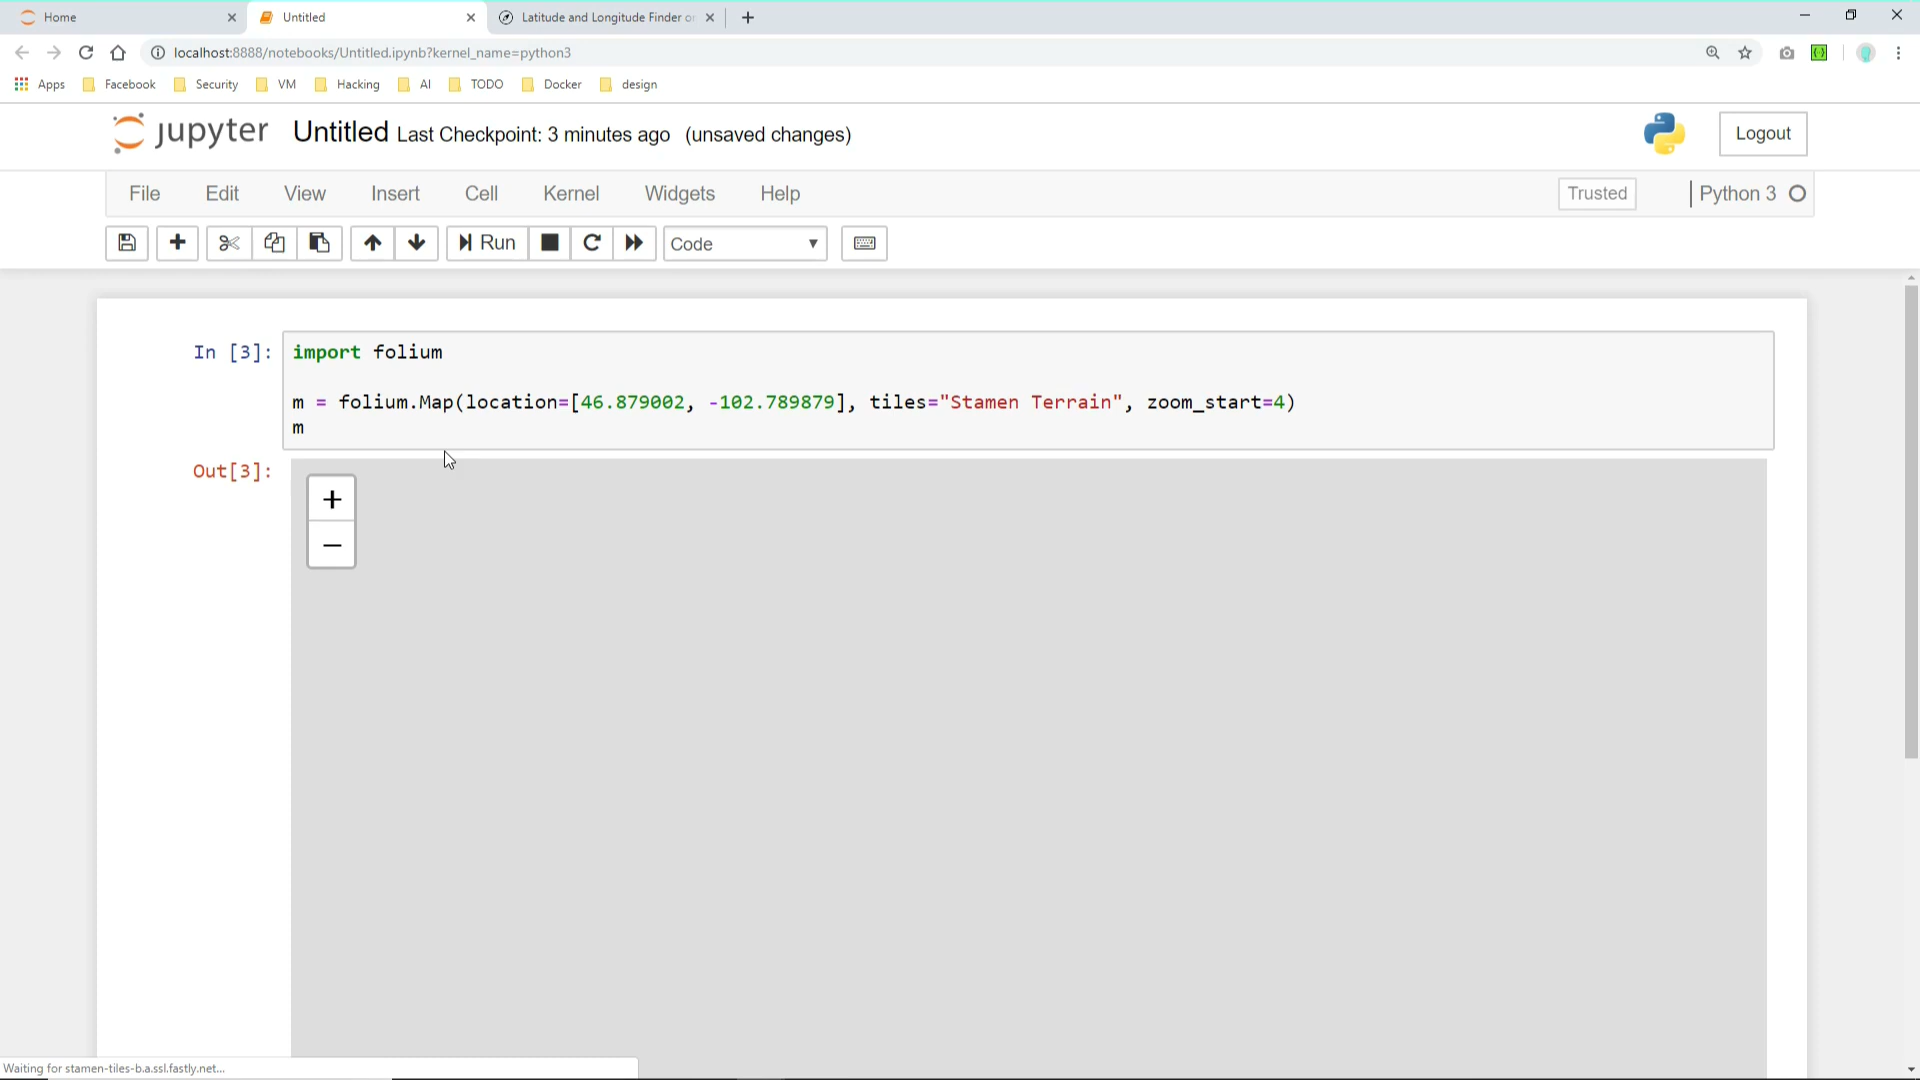 Home
Untitled
Latitude and Longitude Finder o
localhost:8888/notebooks/Untitled.ipynb?kernel_name=python3
Apps Facebook Security VM Hacking AI TODO Docker design
jupyter Untitled Last Checkpoint: 3 minutes ago (unsaved changes)
Logout
File Edit View Insert Cell Kernel Widgets Help
Trusted
Python 3
Run
Code
In [3]:
import folium
m = folium.Map(location=[46.879002, -102.789879], tiles="Stamen Terrain", zoom_start=4)
m
Out[3]:
+
−
Waiting for stamen-tiles-b.a.ssl.fastly.net...